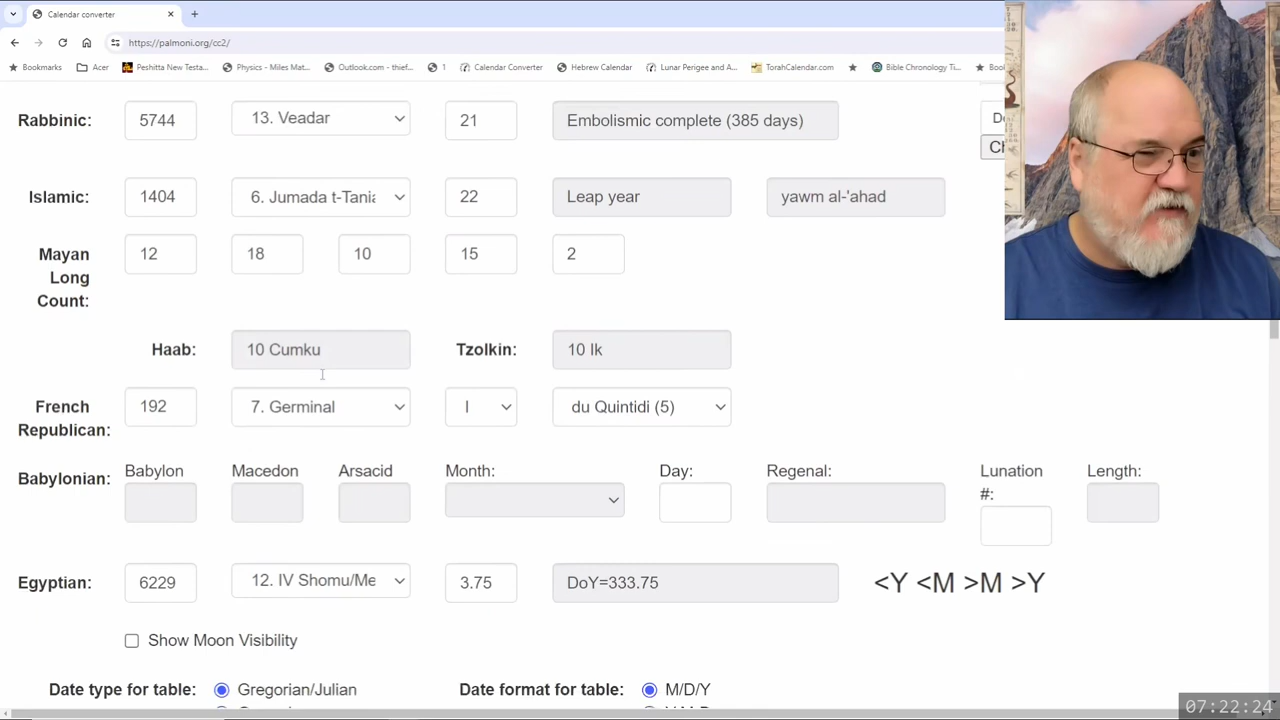 Calendar converter
https://palmoni.org/cc2/
Bookmarks Acer Peshitta New Testa... Physics - Miles Ma... Outlook.com - thief... 1 Calendar Converter Hebrew Calendar Lunar Perigee and A... TorahCalendar.com Bible Chronology Ti...
Rabbinic: 5744 13. Veadar 21 Embolismic complete (385 days)
Islamic: 1404 6. Jumada t-Tania 22 Leap year yawm al-'ahad
Mayan Long Count: 12 18 10 15 2
Haab: 10 Cumku Tzolkin: 10 Ik
French Republican: 192 7. Germinal I du Quintidi (5)
Babylonian: Babylon Macedon Arsacid Month: Day: Regenal: Lunation #: Length:
Egyptian: 6229 12. IV Shomu/Me 3.75 DoY=333.75 <Y <M >M >Y
Show Moon Visibility
Date type for table: Gregorian/Julian Date format for table: M/D/Y
07:22:24